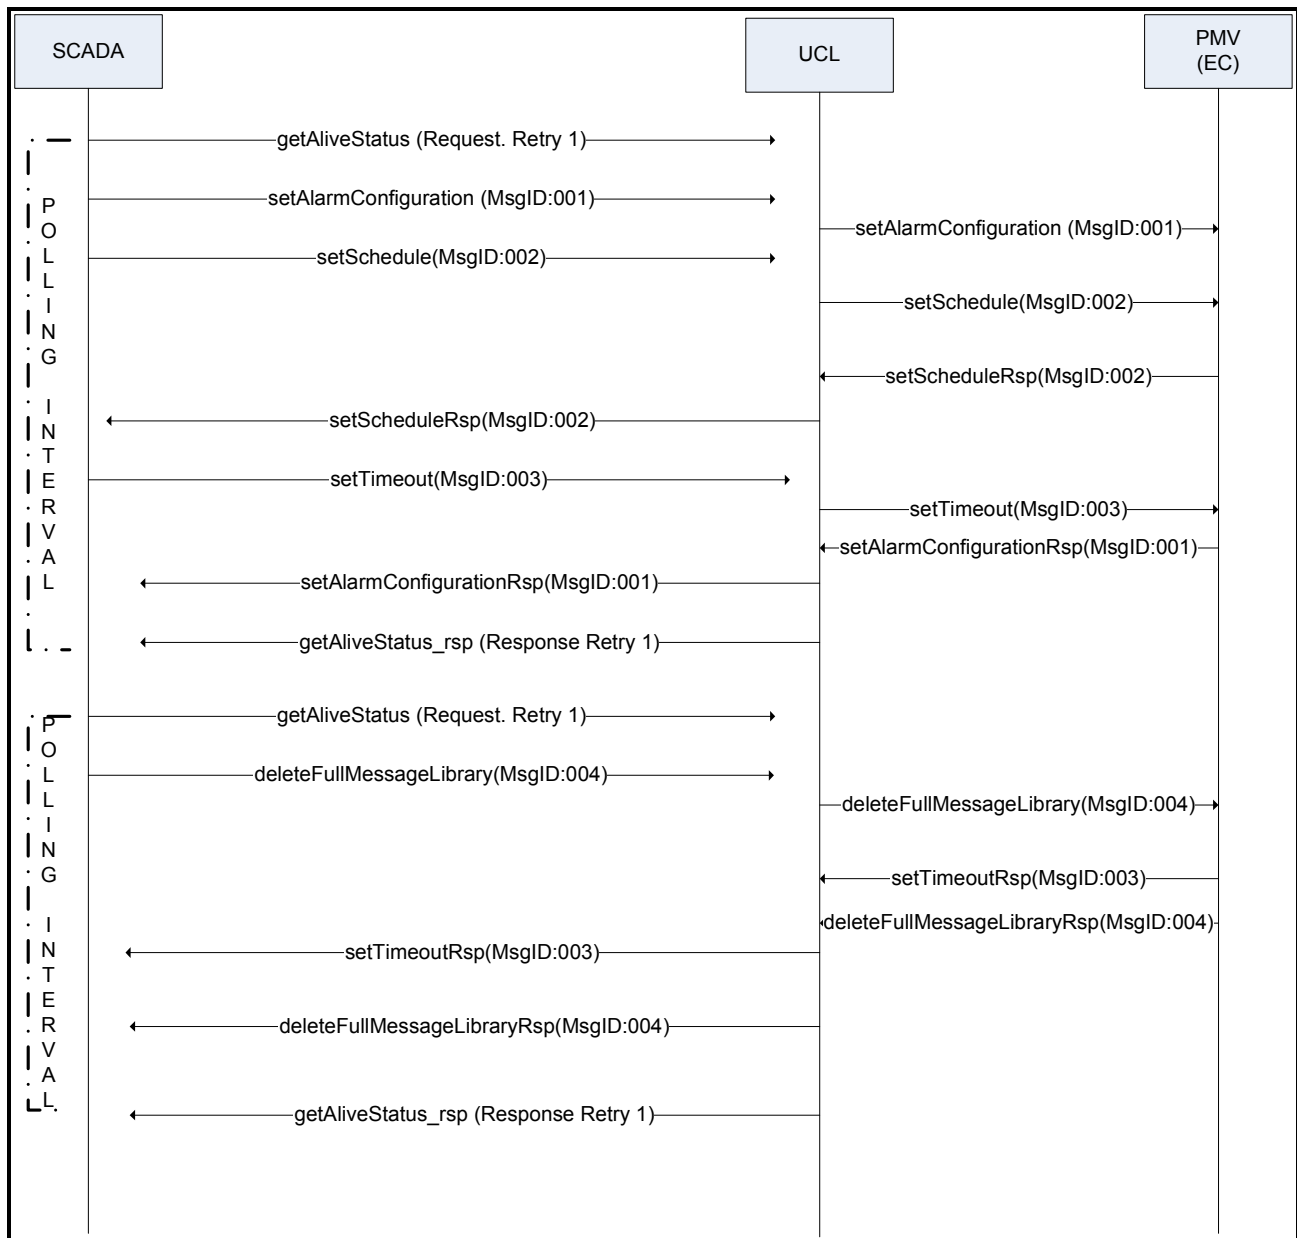 SCADA
UCL
PMV
(EC)
getAliveStatus (Request. Retry 1)
setAlarmConfiguration (MsgID:001)
setAlarmConfiguration (MsgID:001)
setSchedule(MsgID:002)
setSchedule(MsgID:002)
setScheduleRsp(MsgID:002)
setScheduleRsp(MsgID:002)
setTimeout(MsgID:003)
setTimeout(MsgID:003)
setAlarmConfigurationRsp(MsgID:001)
setAlarmConfigurationRsp(MsgID:001)
getAliveStatus_rsp (Response Retry 1)
POLLING INTERVAL
getAliveStatus (Request. Retry 1)
deleteFullMessageLibrary(MsgID:004)
deleteFullMessageLibrary(MsgID:004)
setTimeoutRsp(MsgID:003)
deleteFullMessageLibraryRsp(MsgID:004)
setTimeoutRsp(MsgID:003)
deleteFullMessageLibraryRsp(MsgID:004)
getAliveStatus_rsp (Response Retry 1)
POLLING INTERVAL